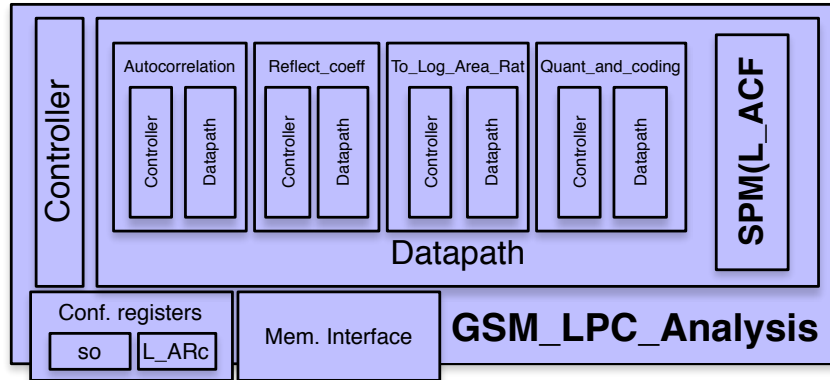 Controller
Autocorrelation
Controller
Datapath
Reflect_coeff
Controller
Datapath
To_Log_Area_Rat
Controller
Datapath
Quant_and_coding
Controller
Datapath
SPM(L_ACF
Datapath
Conf. registers
so
L_ARc
Mem. Interface
GSM_LPC_Analysis